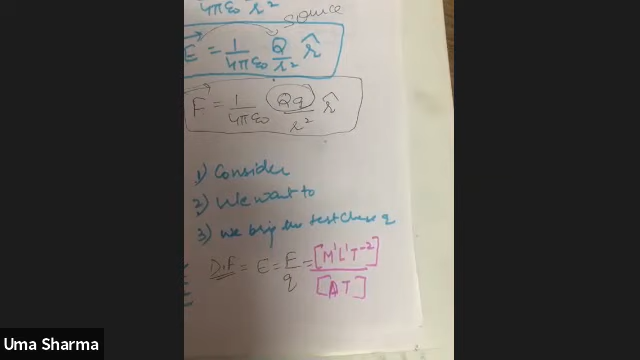 4πε₀ r²
source
E⃗ = 1/4πε₀ Q/r² r̂
F⃗ = 1/4πε₀ Qq/r² r̂
1) Consider
2) We want to
3) we bring the test charge q
D.F = E = F/q = [M¹L¹T⁻²]/[AT]
Uma Sharma